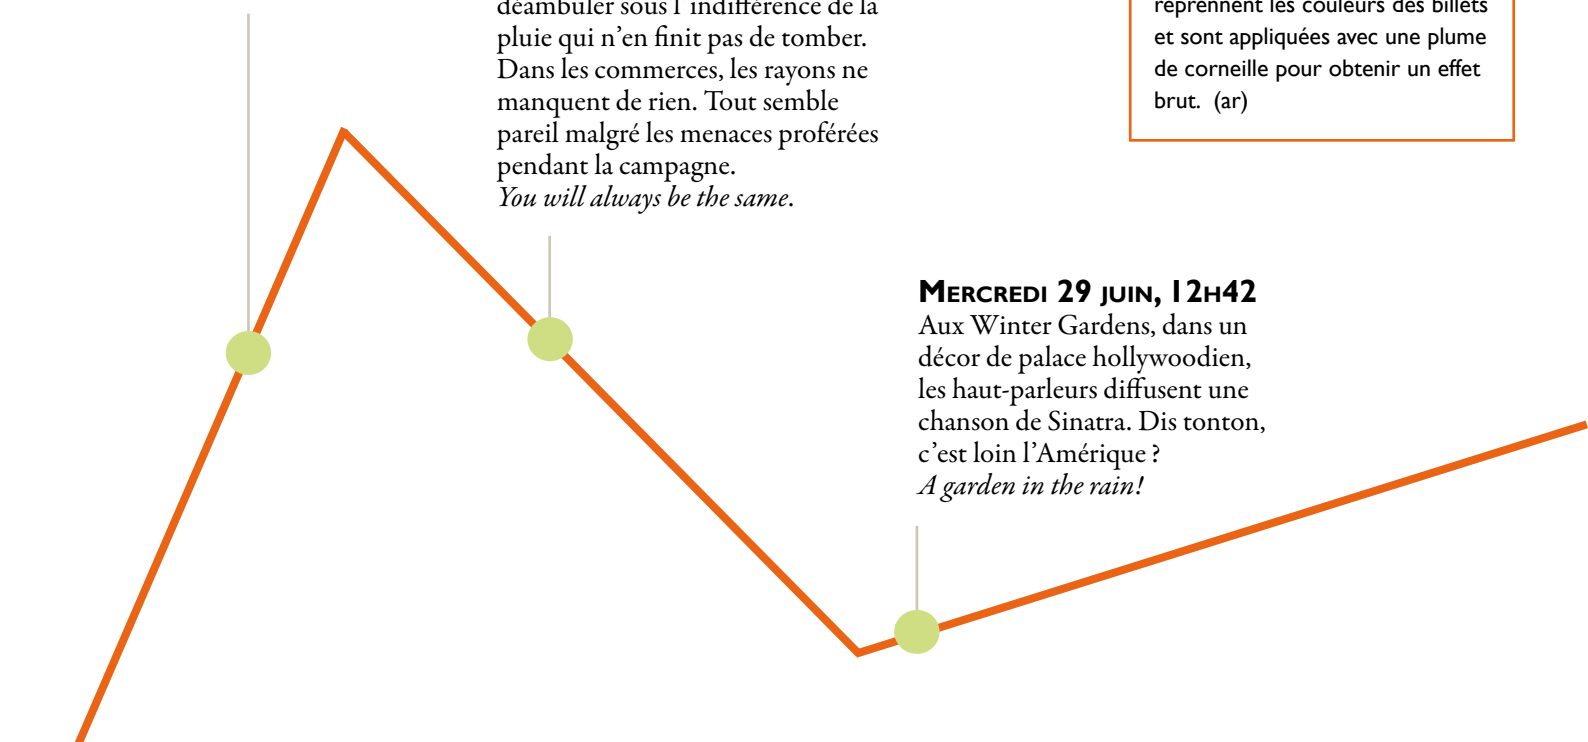 déambuler sous l'indifférence de la
pluie qui n'en finit pas de tomber.
Dans les commerces, les rayons ne
manquent de rien. Tout semble
pareil malgré les menaces proférées
pendant la campagne.
You will always be the same.
reprennent les couleurs des billets
et sont appliquées avec une plume
de corneille pour obtenir un effet
brut. (ar)
Mercredi 29 juin, 12h42
Aux Winter Gardens, dans un
décor de palace hollywoodien,
les haut-parleurs diffusent une
chanson de Sinatra. Dis tonton,
c'est loin l'Amérique ?
A garden in the rain!